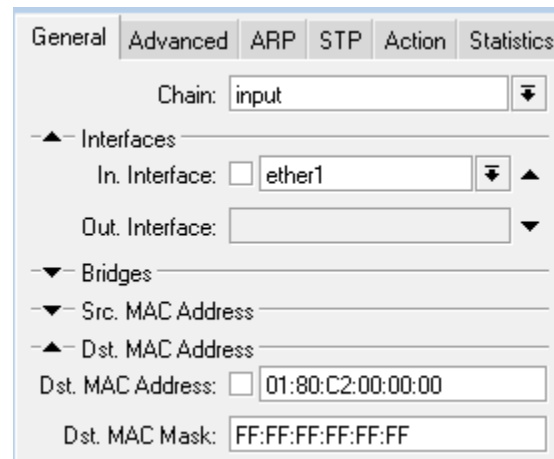 General Advanced ARP STP Action Statistics
Chain: input
Interfaces
In. Interface: ether1
Out. Interface:
Bridges
Src. MAC Address
Dst. MAC Address
Dst. MAC Address: 01:80:C2:00:00:00
Dst. MAC Mask: FF:FF:FF:FF:FF:FF